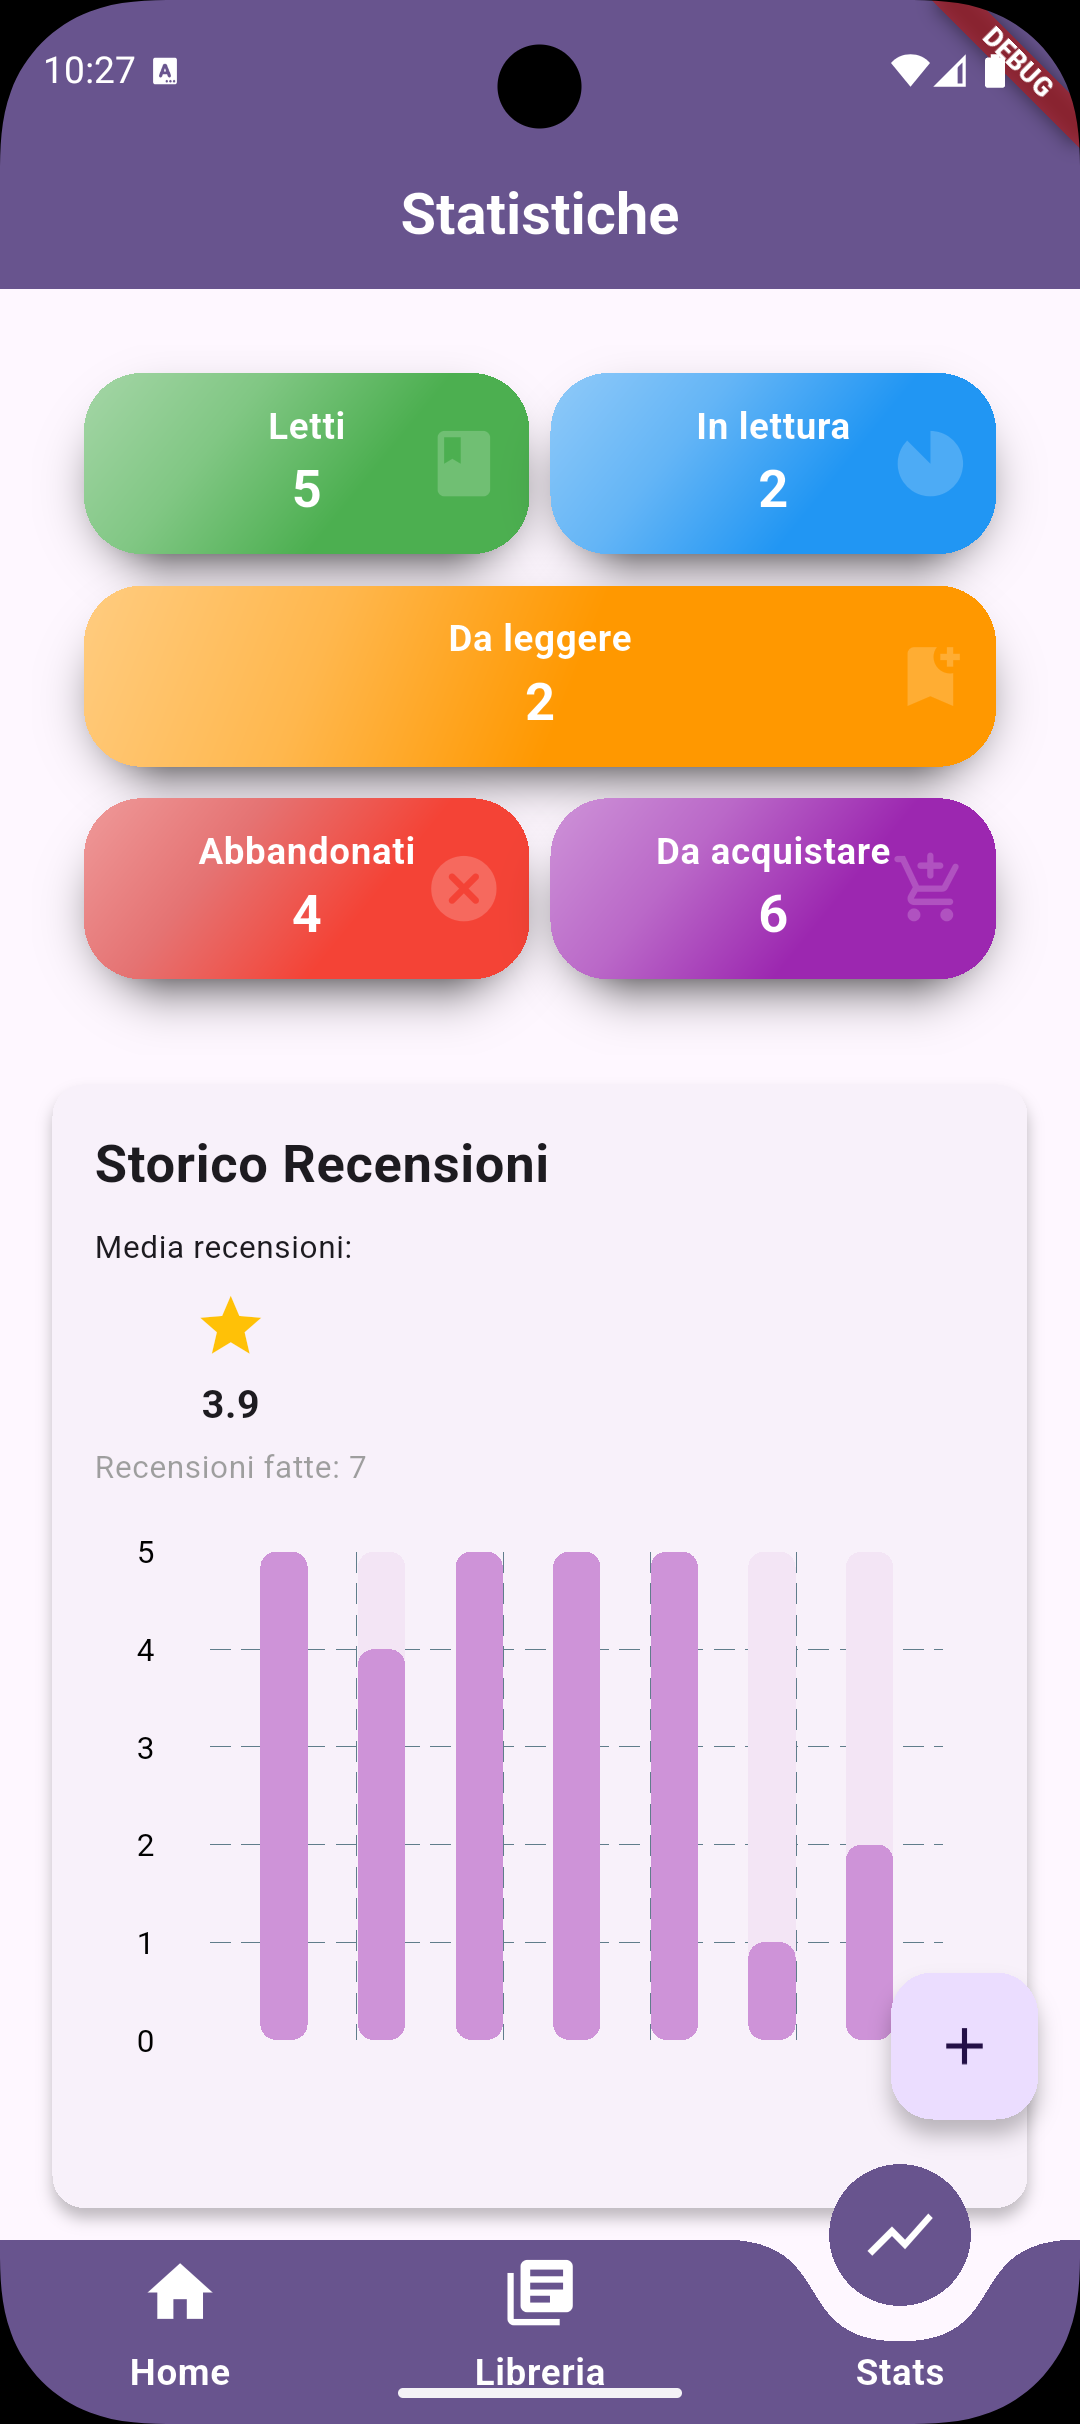 10:27
DEBUG
Statistiche
Letti
5
In lettura
2
Da leggere
2
Abbandonati
4
Da acquistare
6
Storico Recensioni
Media recensioni:
3.9
Recensioni fatte: 7
5
4
3
2
1
0
Home
Libreria
Stats